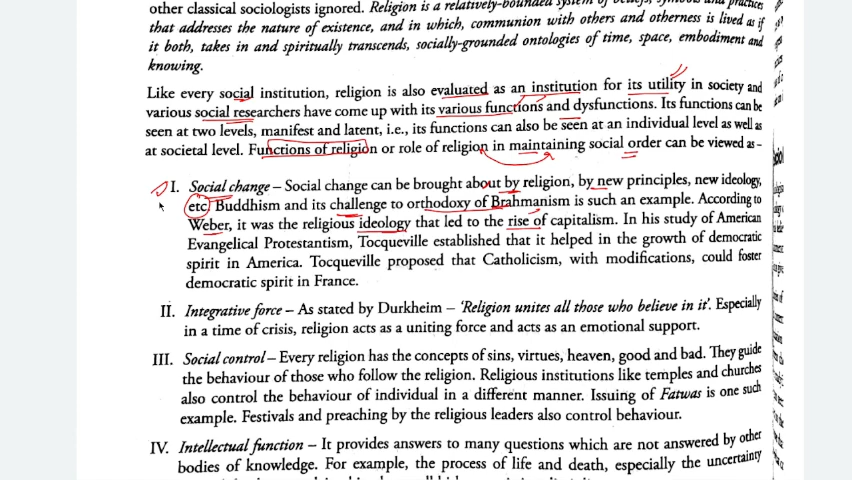 other classical sociologists ignored. Religion is a relatively-bounded system of beliefs, symbols and practices
that addresses the nature of existence, and in which, communion with others and otherness is lived as if
it both, takes in and spiritually transcends, socially-grounded ontologies of time, space, embodiment and
knowing.
Like every social institution, religion is also evaluated as an institution for its utility in society and
various social researchers have come up with its various functions and dysfunctions. Its functions can be
seen at two levels, manifest and latent, i.e., its functions can also be seen at an individual level as well as
at societal level. Functions of religion or role of religion in maintaining social order can be viewed as –
I. Social change – Social change can be brought about by religion, by new principles, new ideology,
etc. Buddhism and its challenge to orthodoxy of Brahmanism is such an example. According to
Weber, it was the religious ideology that led to the rise of capitalism. In his study of American
Evangelical Protestantism, Tocqueville established that it helped in the growth of democratic
spirit in America. Tocqueville proposed that Catholicism, with modifications, could foster
democratic spirit in France.
II. Integrative force – As stated by Durkheim – 'Religion unites all those who believe in it'. Especially
in a time of crisis, religion acts as a uniting force and acts as an emotional support.
III. Social control – Every religion has the concepts of sins, virtues, heaven, good and bad. They guide
the behaviour of those who follow the religion. Religious institutions like temples and churches
also control the behaviour of individual in a different manner. Issuing of Fatwas is one such
example. Festivals and preaching by the religious leaders also control behaviour.
IV. Intellectual function – It provides answers to many questions which are not answered by other
bodies of knowledge. For example, the process of life and death, especially the uncertainty